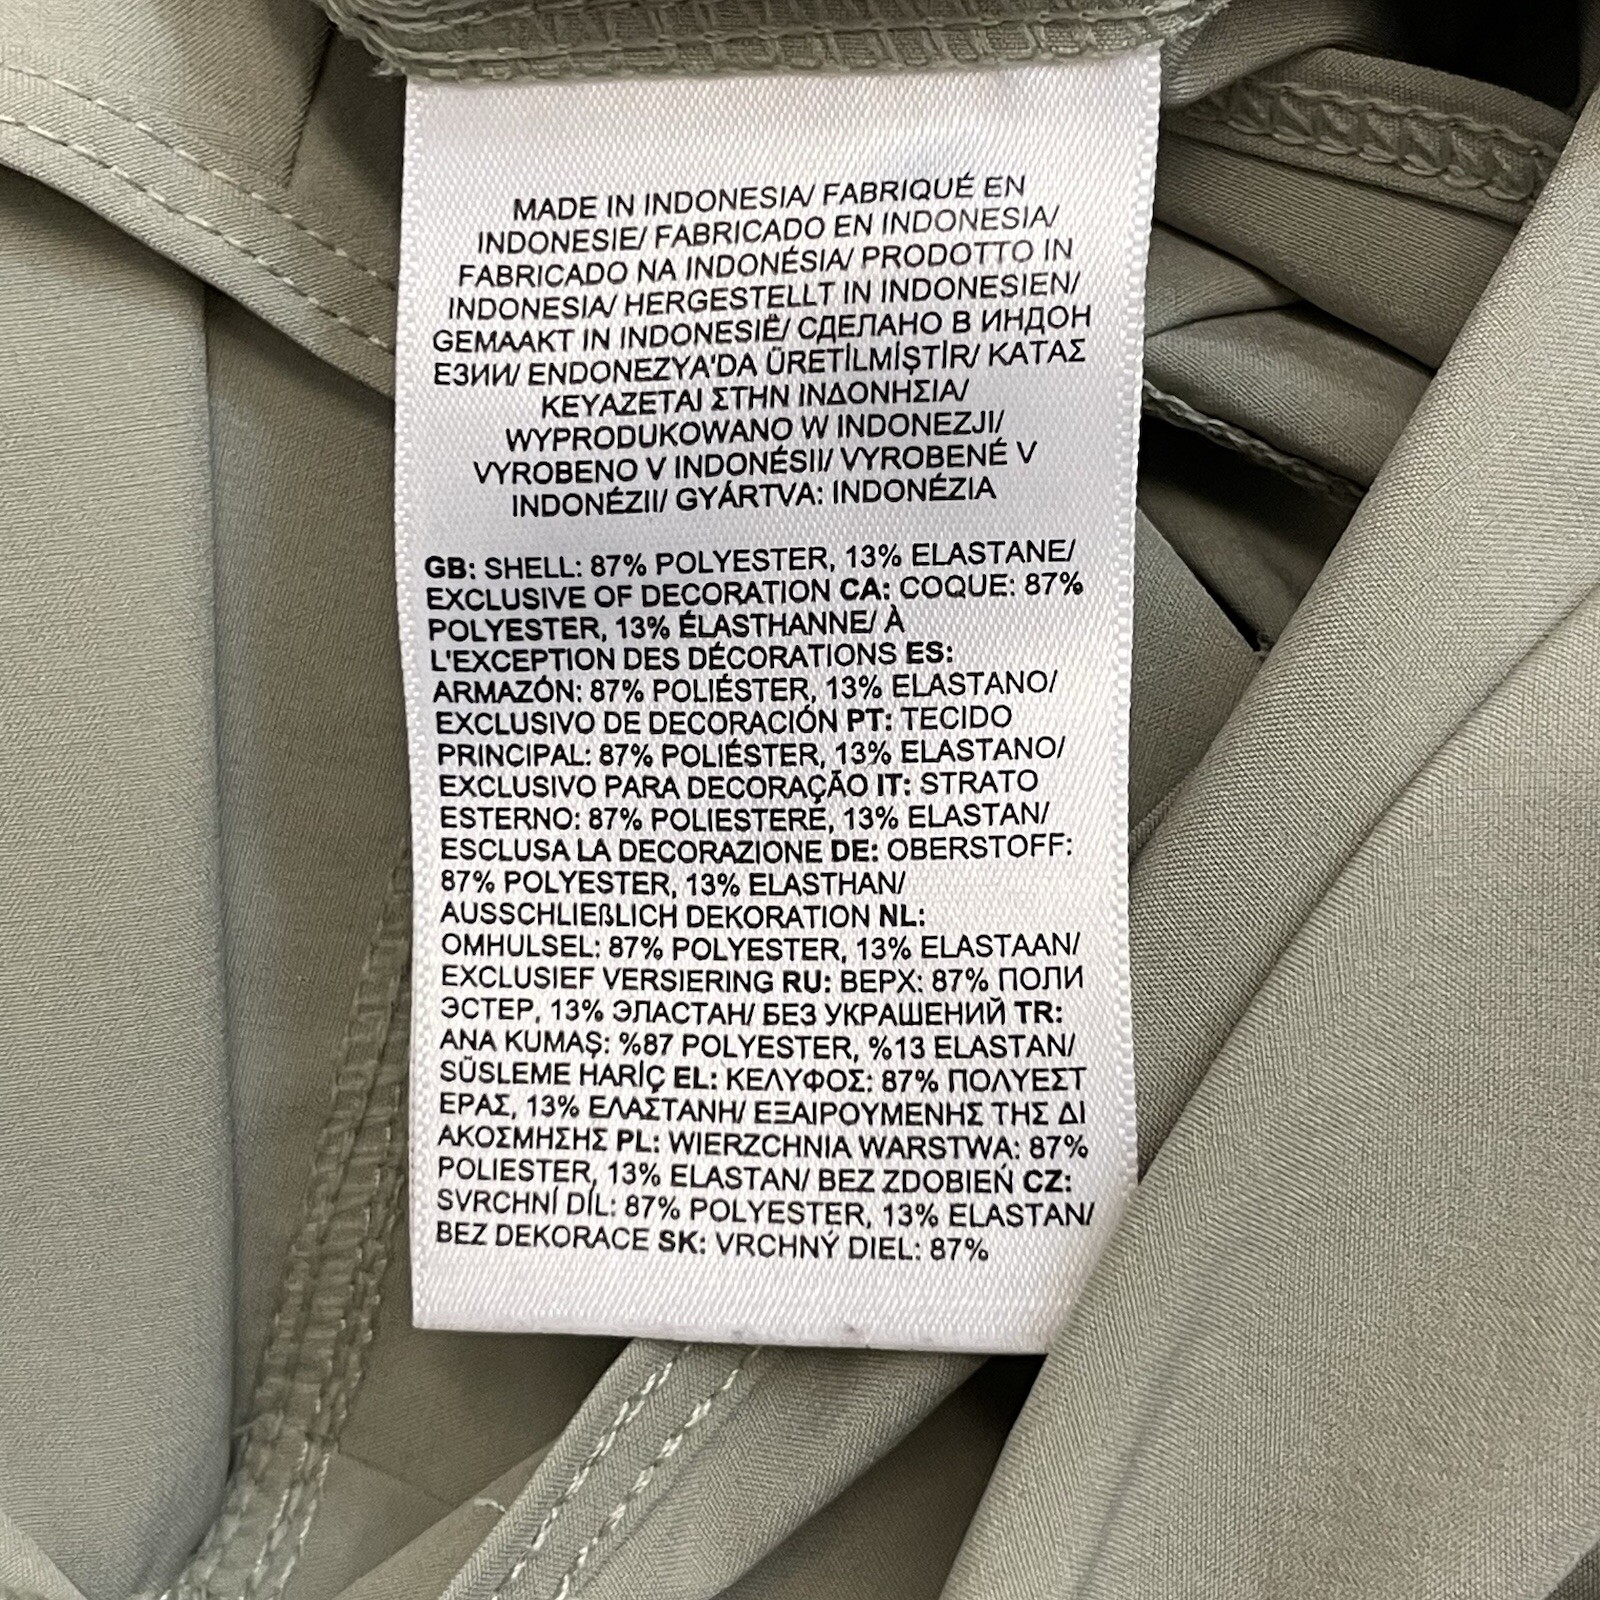 MADE IN INDONESIA/ FABRIQUÉ EN
INDONESIE/ FABRICADO EN INDONESIA/
FABRICADO NA INDONÉSIA/ PRODOTTO IN
INDONESIA/ HERGESTELLT IN INDONESIEN/
GEMAAKT IN INDONESIË/ СДЕЛАНО В ИНДОН
ЕЗИИ/ ENDONEZYA'DA ÜRETİLMİŞTİR/ ΚΑΤΑΣ
ΚΕΥΑΖΕΤΑΙ ΣΤΗΝ ΙΝΔΟΝΗΣΙΑ/
WYPRODUKOWANO W INDONEZJI/
VYROBENO V INDONÉSII/ VYROBENÉ V
INDONÉZII/ GYÁRTVA: INDONÉZIA
GB: SHELL: 87% POLYESTER, 13% ELASTANE/
EXCLUSIVE OF DECORATION CA: COQUE: 87%
POLYESTER, 13% ÉLASTHANNE/ À
L'EXCEPTION DES DÉCORATIONS ES:
ARMAZÓN: 87% POLIÉSTER, 13% ELASTANO/
EXCLUSIVO DE DECORACIÓN PT: TECIDO
PRINCIPAL: 87% POLIÉSTER, 13% ELASTANO/
EXCLUSIVO PARA DECORAÇÃO IT: STRATO
ESTERNO: 87% POLIESTERE, 13% ELASTAN/
ESCLUSA LA DECORAZIONE DE: OBERSTOFF:
87% POLYESTER, 13% ELASTHAN/
AUSSCHLIEßLICH DEKORATION NL:
OMHULSEL: 87% POLYESTER, 13% ELASTAAN/
EXCLUSIEF VERSIERING RU: ВЕРХ: 87% ПОЛИ
ЭСТЕР, 13% ЭЛАСТАН/ БЕЗ УКРАШЕНИЙ TR:
ANA KUMAŞ: %87 POLYESTER, %13 ELASTAN/
SÜSLEME HARİÇ EL: ΚΕΛΥΦΟΣ: 87% ΠΟΛΥΕΣΤ
ΕΡΑΣ, 13% ΕΛΑΣΤΑΝΗ/ ΕΞΑΙΡΟΥΜΕΝΗΣ ΤΗΣ ΔΙ
ΑΚΟΣΜΗΣΗΣ PL: WIERZCHNIA WARSTWA: 87%
POLIESTER, 13% ELASTAN/ BEZ ZDOBIEŃ CZ:
SVRCHNÍ DÍL: 87% POLYESTER, 13% ELASTAN/
BEZ DEKORACE SK: VRCHNÝ DIEL: 87%